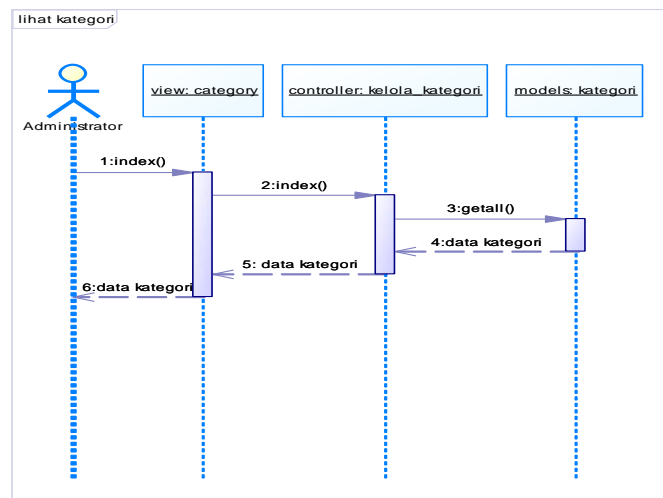 lihat kategori
view: category
controller: kelola_kategori
models: kategori
Administrator
1:index()
2:index()
3:getall()
4:data kategori
5: data kategori
6:data kategori